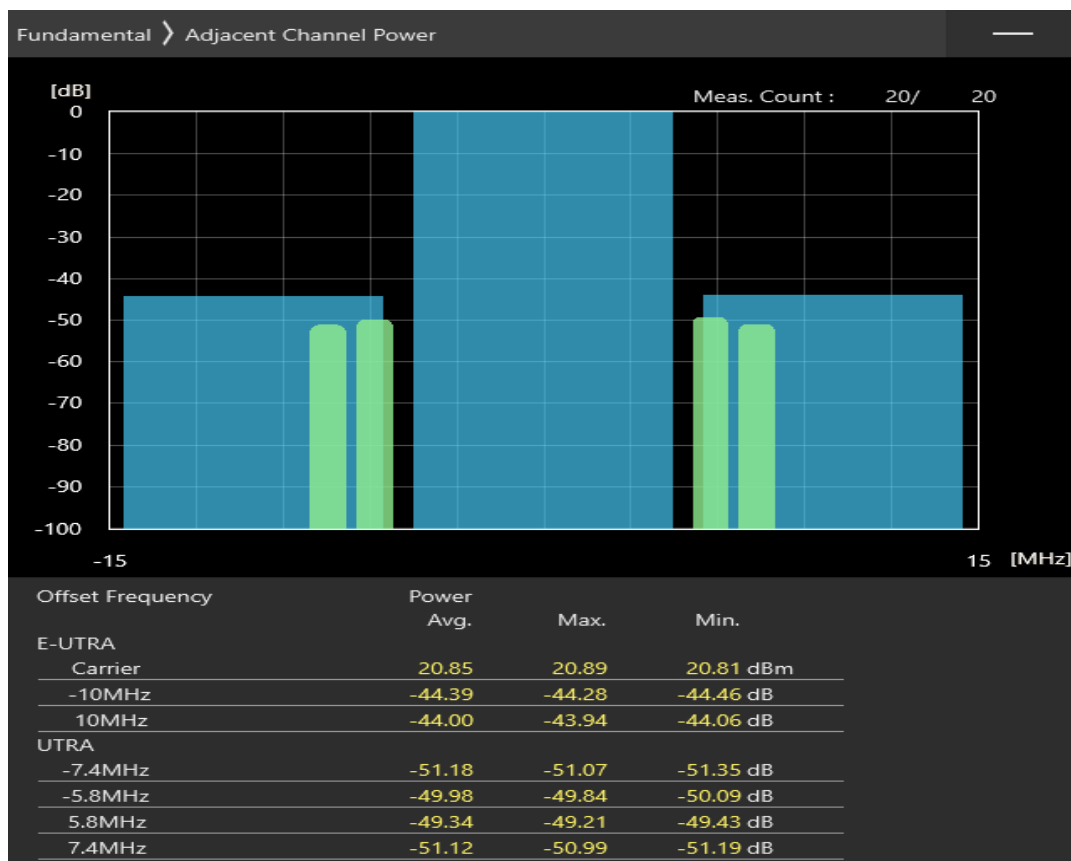 Fundamental ❯ Adjacent Channel Power
[dB]
Meas. Count : 20/ 20
0
-10
-20
-30
-40
-50
-60
-70
-80
-90
-100
-15 15 [MHz]
Offset Frequency Power
Avg. Max. Min.
E-UTRA
Carrier 20.85 20.89 20.81 dBm
-10MHz -44.39 -44.28 -44.46 dB
10MHz -44.00 -43.94 -44.06 dB
UTRA
-7.4MHz -51.18 -51.07 -51.35 dB
-5.8MHz -49.98 -49.84 -50.09 dB
5.8MHz -49.34 -49.21 -49.43 dB
7.4MHz -51.12 -50.99 -51.19 dB